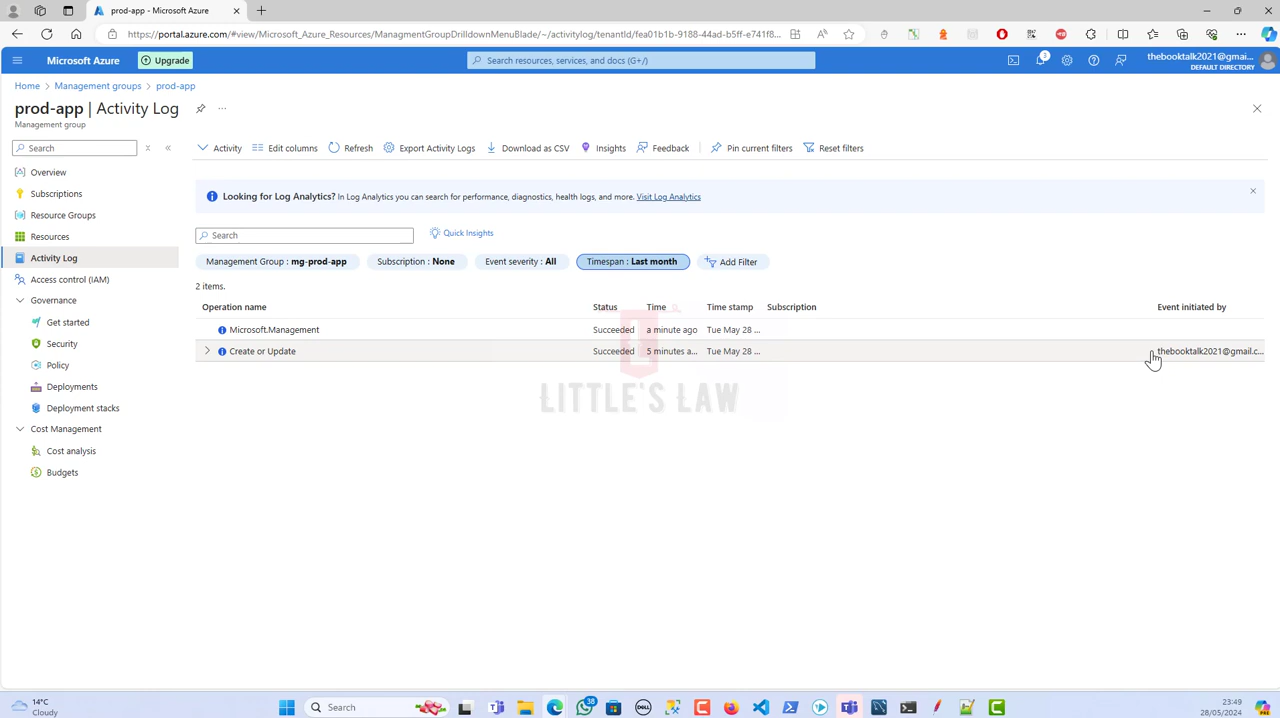 prod-app - Microsoft Azure
https://portal.azure.com/#view/Microsoft_Azure_Resources/ManagmentGroupDrilldownMenuBlade/~/activitylog/tenantId/fea01b1b-9188-44ad-b5ff-e741f8...
Microsoft Azure
Upgrade
Search resources, services, and docs (G+/)
3
thebooktalk2021@gmai...
DEFAULT DIRECTORY
Home
Management groups
prod-app
prod-app | Activity Log
Management group
Search
Activity
Edit columns
Refresh
Export Activity Logs
Download as CSV
Insights
Feedback
Pin current filters
Reset filters
Overview
Subscriptions
Resource Groups
Resources
Activity Log
Access control (IAM)
Governance
Get started
Security
Policy
Deployments
Deployment stacks
Cost Management
Cost analysis
Budgets
Looking for Log Analytics? In Log Analytics you can search for performance, diagnostics, health logs, and more. Visit Log Analytics
Search
Quick Insights
Management Group : mg-prod-app
Subscription : None
Event severity : All
Timespan : Last month
Add Filter
2 items.
Operation name Status Time Time stamp Subscription Event initiated by
Microsoft.Management Succeeded a minute ago Tue May 28 ...
Create or Update Succeeded 5 minutes a... Tue May 28 ... thebooktalk2021@gmail.c...
LITTLE'S LAW
14°C
Cloudy
Search
38
23:49
28/05/2024